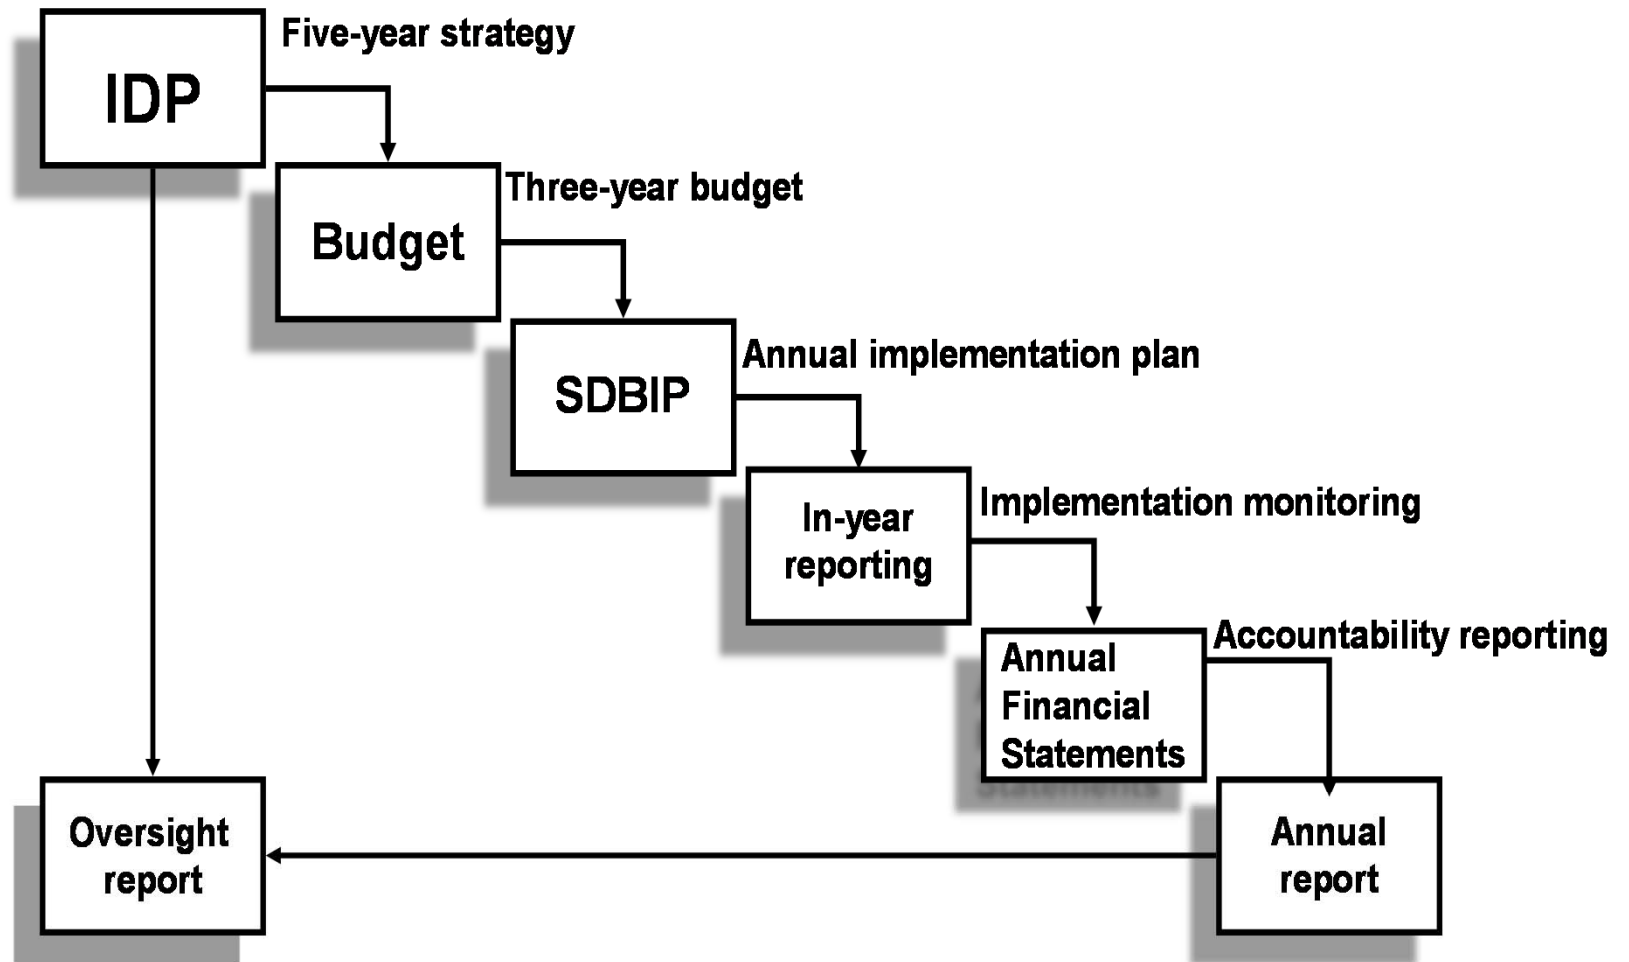 Five-year strategy
IDP
Three-year budget
Budget
Annual implementation plan
SDBIP
Implementation monitoring
In-year
reporting
Accountability reporting
Annual
Financial
Statements
Oversight
report
Annual
report